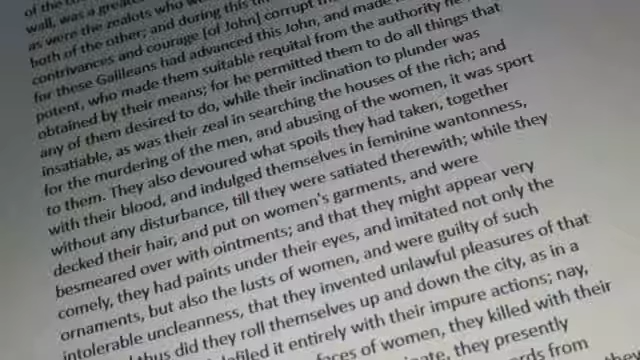 of the
wall, was a greater
as were the zealots who
both of the other; and during this
contrivances and courage [of John] corrupt
for these Galileans had advanced this John, and made
potent, who made them suitable requital from the authority he
obtained by their means; for he permitted them to do all things that
any of them desired to do, while their inclination to plunder was
insatiable, as was their zeal in searching the houses of the rich; and
for the murdering of the men, and abusing of the women, it was sport
to them. They also devoured what spoils they had taken, together
with their blood, and indulged themselves in feminine wantonness,
without any disturbance, till they were satiated therewith; while they
decked their hair, and put on women's garments, and were
besmeared over with ointments; and that they might appear very
comely, they had paints under their eyes, and imitated not only the
ornaments, but also the lusts of women, and were guilty of such
intolerable uncleanness, that they invented unlawful pleasures of that
thus did they roll themselves up and down the city, as in a
defiled it entirely with their impure actions; nay,
faces of women, they killed with their
they presently
from